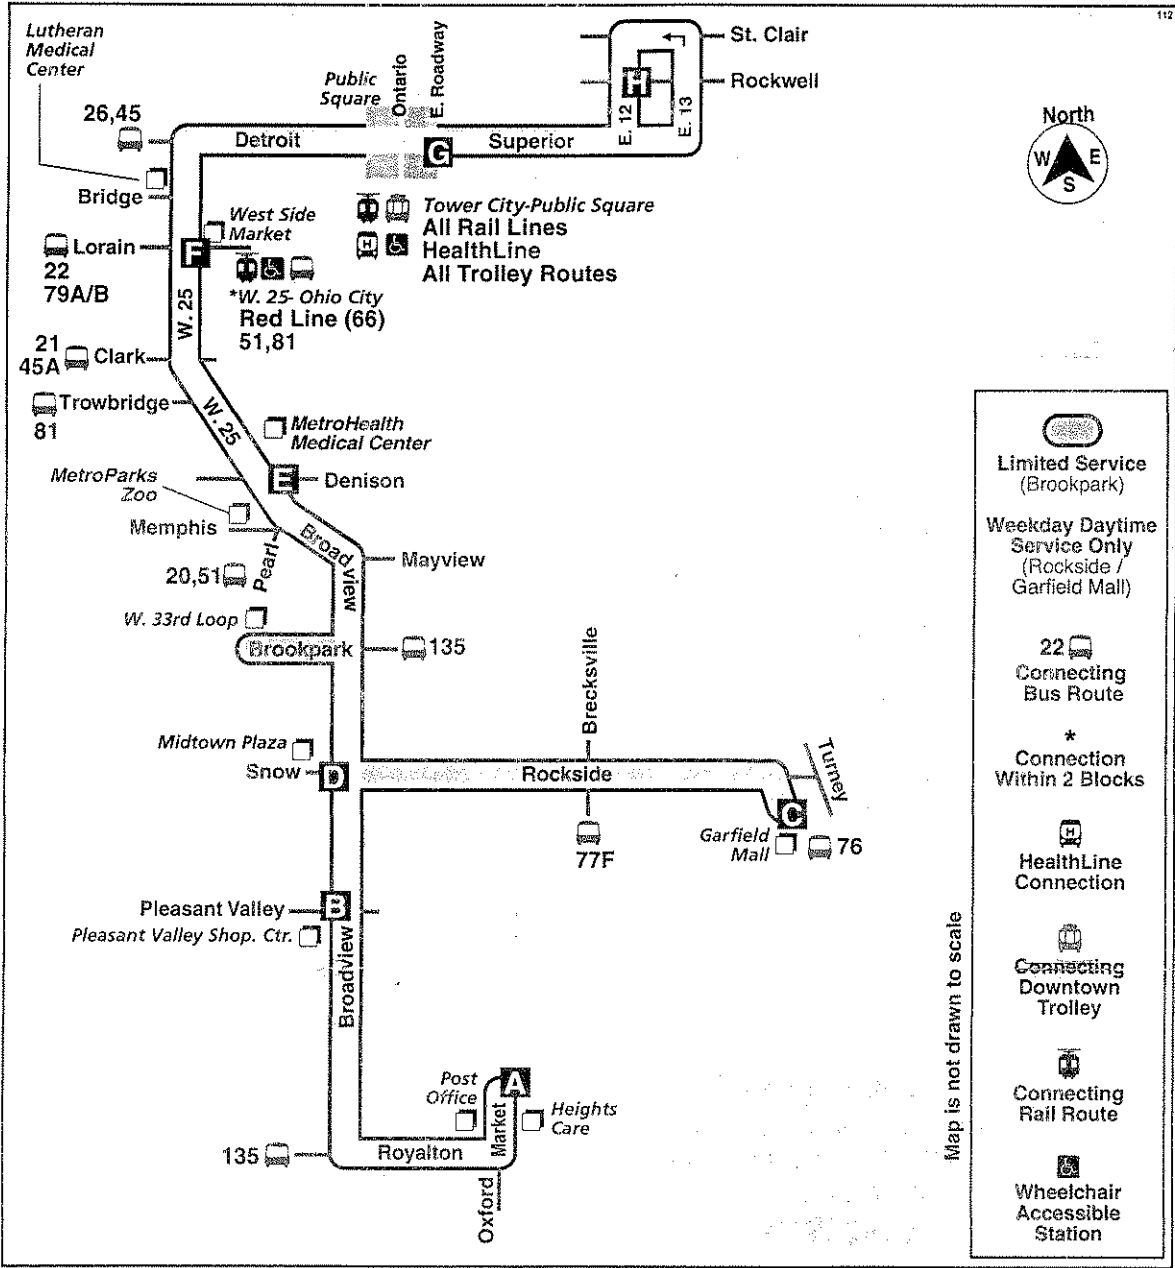 112
Lutheran
Medical
Center
26,45
Public
Square
Ontario
E. Roadway
St. Clair
Rockwell
H
E. 12
E. 13
North
W E
S
Detroit
Superior
G
Bridge
Tower City-Public Square
All Rail Lines
H
HealthLine
All Trolley Routes
West Side
Market
F
Lorain
22
79A/B
*W. 25- Ohio City
Red Line (66)
51,81
W. 25
21
45A
Clark
Trowbridge
81
W. 25
MetroHealth
Medical Center
E
Denison
MetroParks
Zoo
Memphis
Pearl
20,51
Broadview
Mayview
W. 33rd Loop
Brookpark
135
Midtown Plaza
Snow
D
Brecksville
Rockside
Turney
C
Garfield
Mall
76
77F
Pleasant Valley
B
Pleasant Valley Shop. Ctr.
Broadview
Post
Office
A
Market
Heights
Care
135
Royalton
Oxford
Map is not drawn to scale
Limited Service
(Brookpark)
Weekday Daytime
Service Only
(Rockside /
Garfield Mall)
22
Connecting
Bus Route
*
Connection
Within 2 Blocks
H
HealthLine
Connection
Connecting
Downtown
Trolley
Connecting
Rail Route
Wheelchair
Accessible
Station